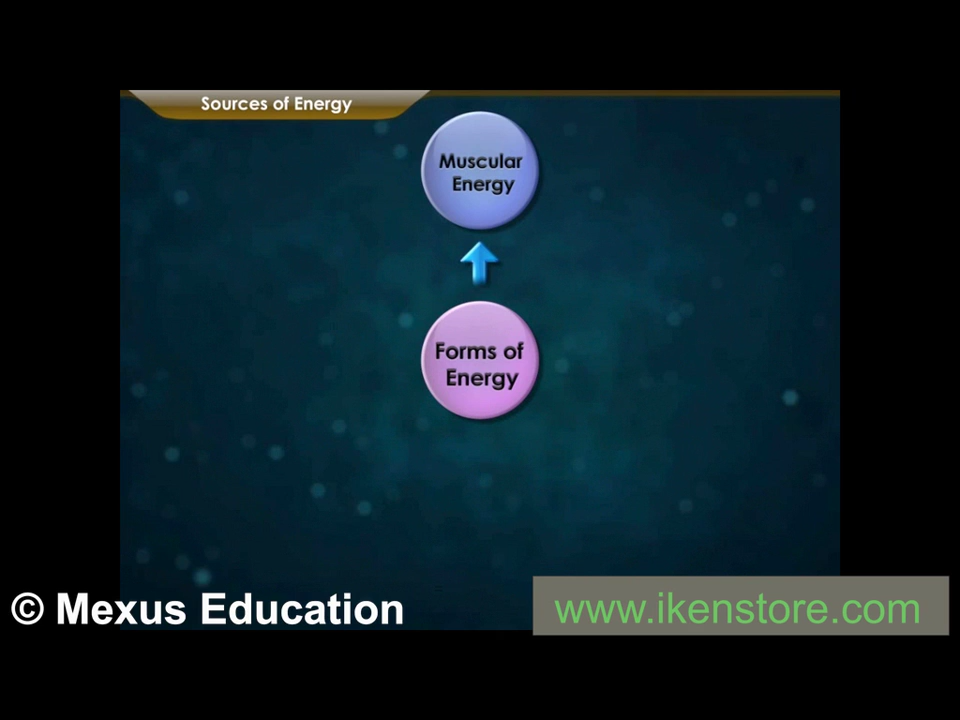 Sources of Energy
Muscular
Energy
Forms of
Energy
© Mexus Education
www.ikenstore.com